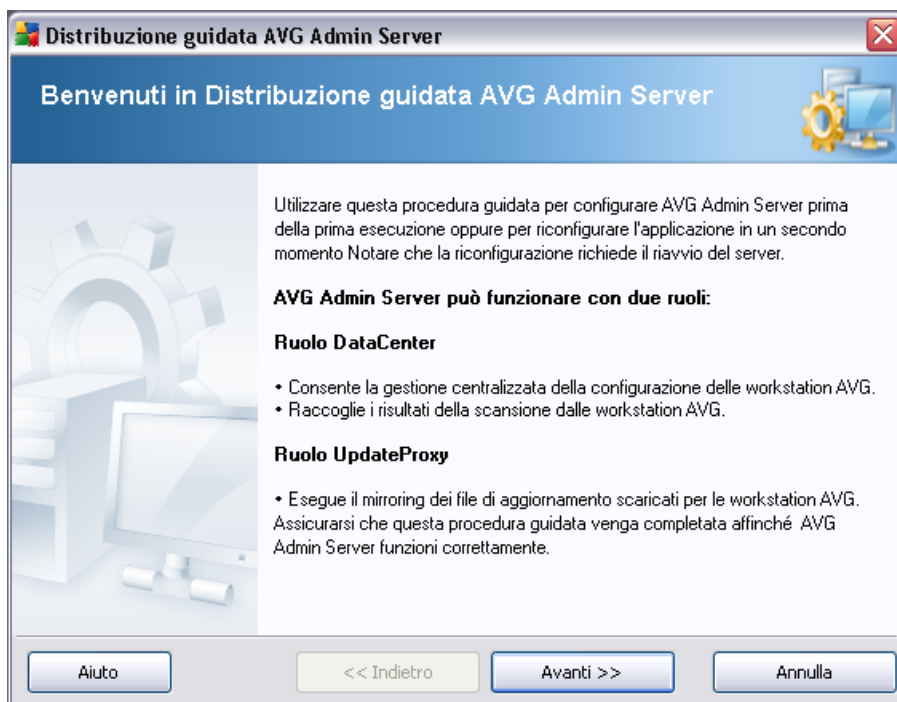 Distribuzione guidata AVG Admin Server
Benvenuti in Distribuzione guidata AVG Admin Server
Utilizzare questa procedura guidata per configurare AVG Admin Server prima
della prima esecuzione oppure per riconfigurare l'applicazione in un secondo
momento Notare che la riconfigurazione richiede il riavvio del server.
AVG Admin Server può funzionare con due ruoli:
Ruolo DataCenter
• Consente la gestione centralizzata della configurazione delle workstation AVG.
• Raccoglie i risultati della scansione dalle workstation AVG.
Ruolo UpdateProxy
• Esegue il mirroring dei file di aggiornamento scaricati per le workstation AVG.
Assicurarsi che questa procedura guidata venga completata affinché AVG
Admin Server funzioni correttamente.
Aiuto
<< Indietro
Avanti >>
Annulla